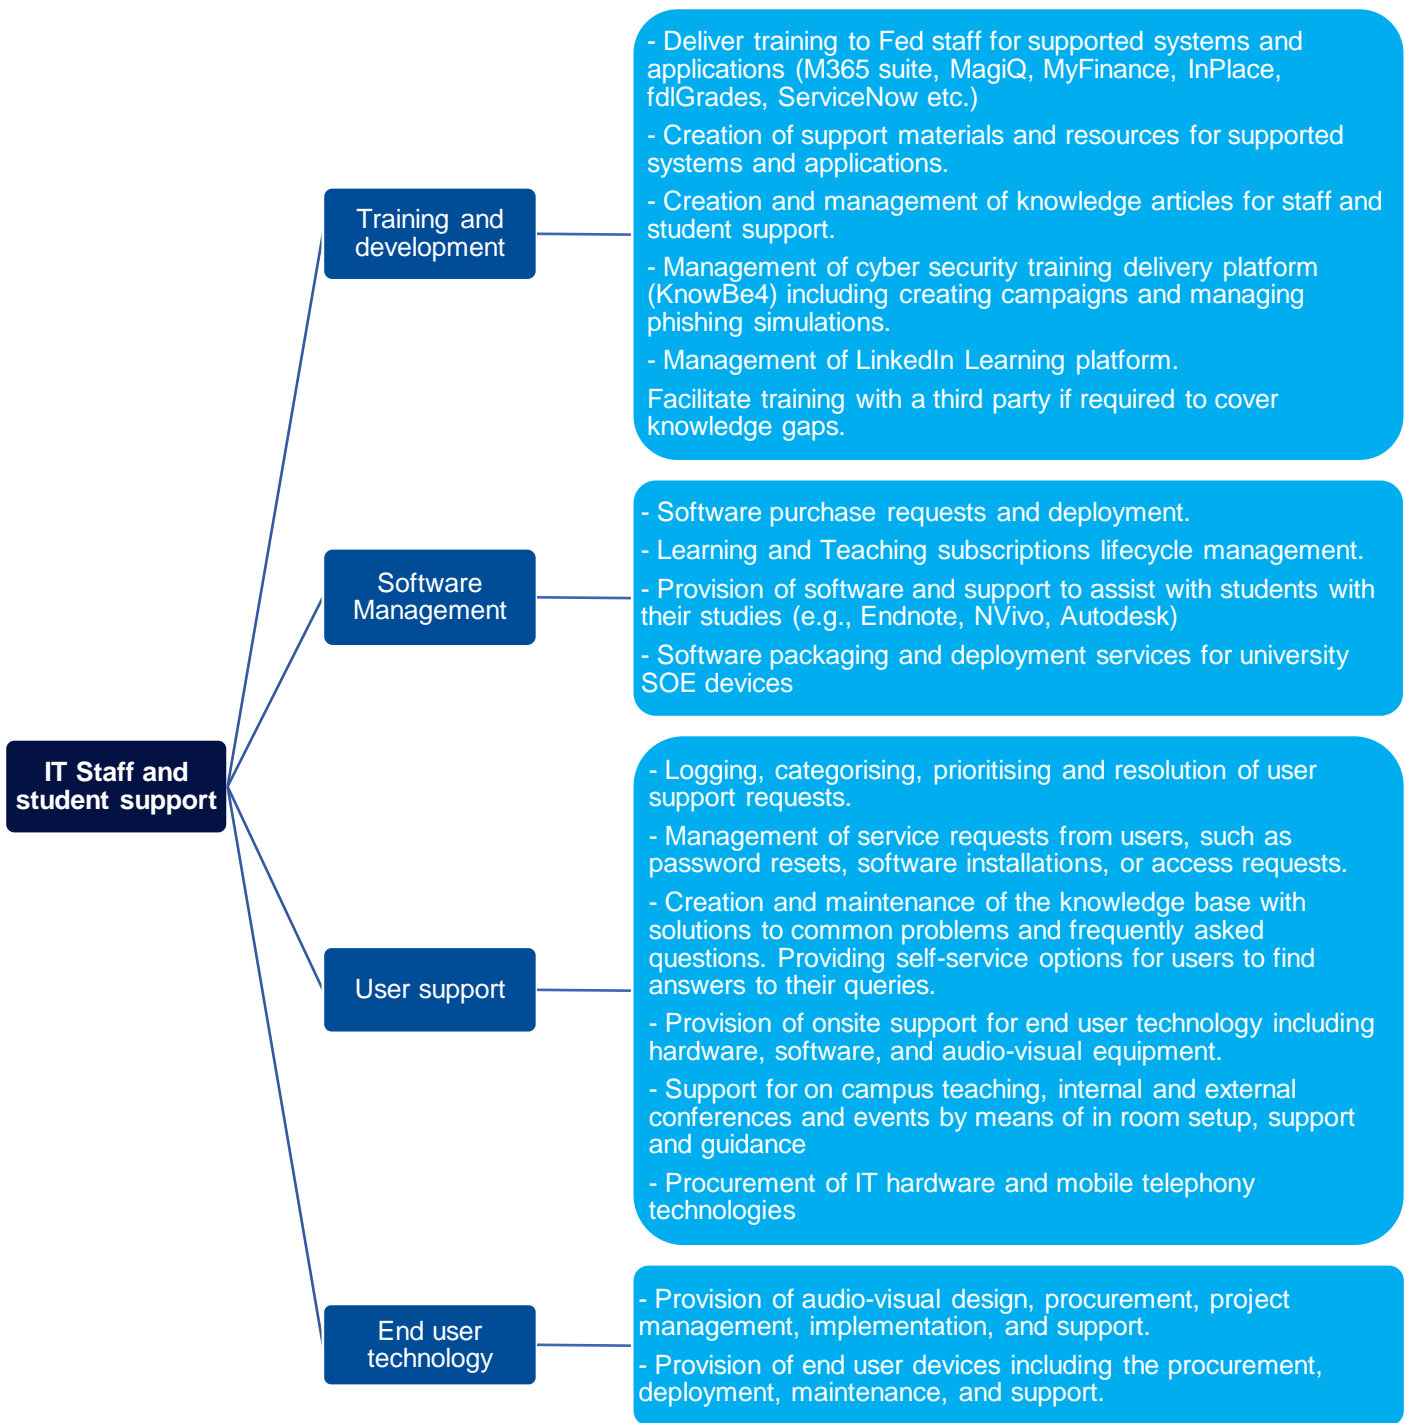 - Deliver training to Fed staff for supported systems and
applications (M365 suite, MagiQ, MyFinance, InPlace,
fdlGrades, ServiceNow etc.)
- Creation of support materials and resources for supported
systems and applications.
- Creation and management of knowledge articles for staff and
student support.
- Management of cyber security training delivery platform
(KnowBe4) including creating campaigns and managing
phishing simulations.
- Management of LinkedIn Learning platform.
Facilitate training with a third party if required to cover
knowledge gaps.
Training and
development
- Software purchase requests and deployment.
- Learning and Teaching subscriptions lifecycle management.
- Provision of software and support to assist with students with
their studies (e.g., Endnote, NVivo, Autodesk)
- Software packaging and deployment services for university
SOE devices
Software
Management
IT Staff and
student support
- Logging, categorising, prioritising and resolution of user
support requests.
- Management of service requests from users, such as
password resets, software installations, or access requests.
- Creation and maintenance of the knowledge base with
solutions to common problems and frequently asked
questions. Providing self-service options for users to find
answers to their queries.
- Provision of onsite support for end user technology including
hardware, software, and audio-visual equipment.
- Support for on campus teaching, internal and external
conferences and events by means of in room setup, support
and guidance
- Procurement of IT hardware and mobile telephony
technologies
User support
- Provision of audio-visual design, procurement, project
management, implementation, and support.
- Provision of end user devices including the procurement,
deployment, maintenance, and support.
End user
technology